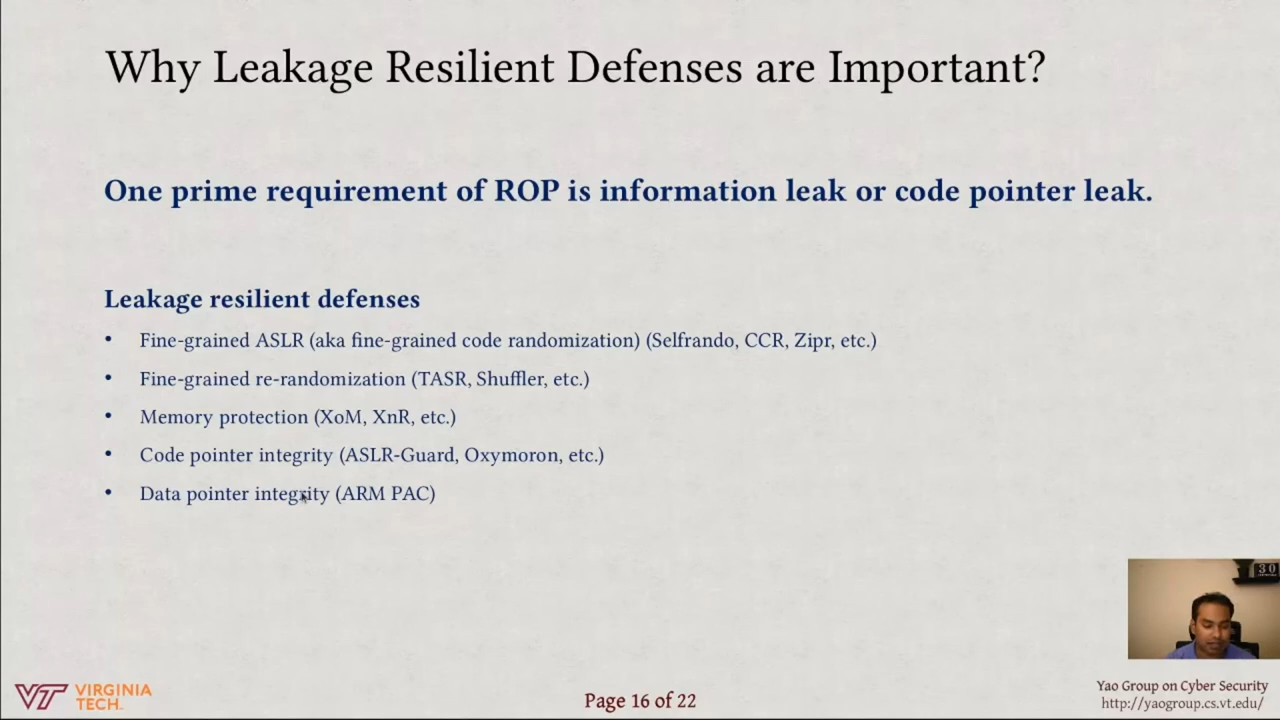 Why Leakage Resilient Defenses are Important?
One prime requirement of ROP is information leak or code pointer leak.
Leakage resilient defenses
• Fine-grained ASLR (aka fine-grained code randomization) (Selfrando, CCR, Zipr, etc.)
• Fine-grained re-randomization (TASR, Shuffler, etc.)
• Memory protection (XoM, XnR, etc.)
• Code pointer integrity (ASLR-Guard, Oxymoron, etc.)
• Data pointer integrity (ARM PAC)
30
VT VIRGINIA TECH.
Page 16 of 22
Yao Group on Cyber Security
http://yaogroup.cs.vt.edu/